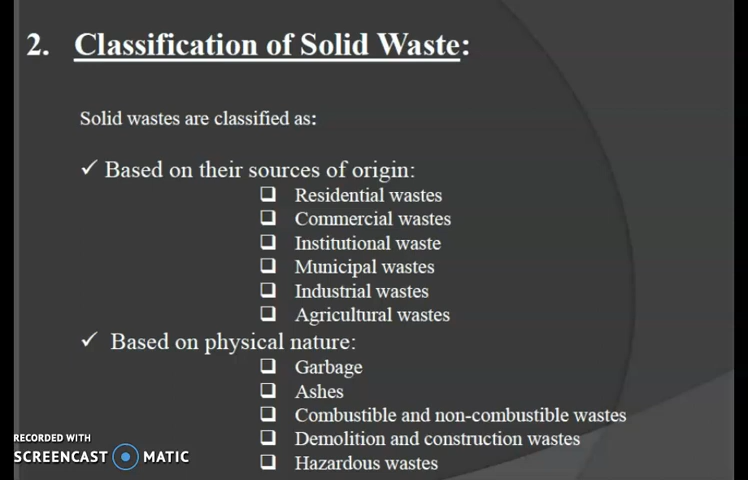 2. Classification of Solid Waste:
Solid wastes are classified as:
✓ Based on their sources of origin:
❑ Residential wastes
❑ Commercial wastes
❑ Institutional waste
❑ Municipal wastes
❑ Industrial wastes
❑ Agricultural wastes
✓ Based on physical nature:
❑ Garbage
❑ Ashes
❑ Combustible and non-combustible wastes
❑ Demolition and construction wastes
❑ Hazardous wastes
RECORDED WITH
SCREENCAST MATIC